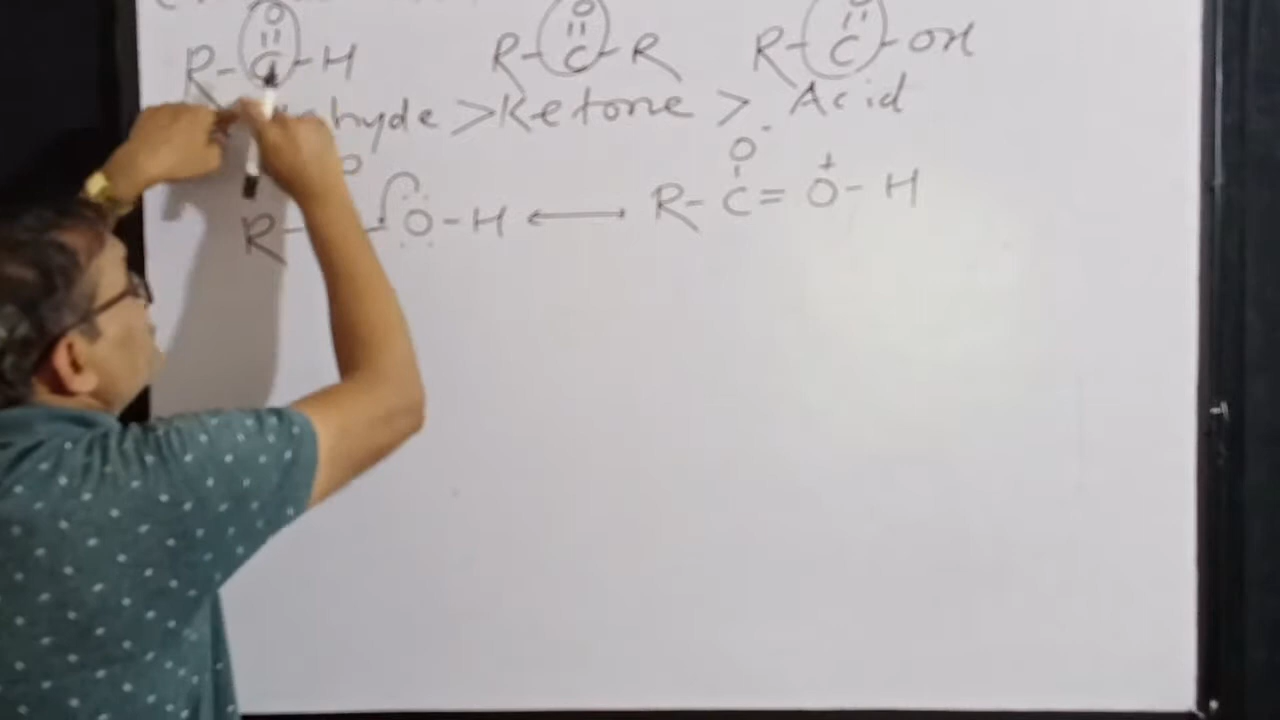 O O O
R-C-H R-C-R R-C-OH
hyde > Ketone > Acid
O O⁻
R- O-H ⟷ R-C=O⁺-H